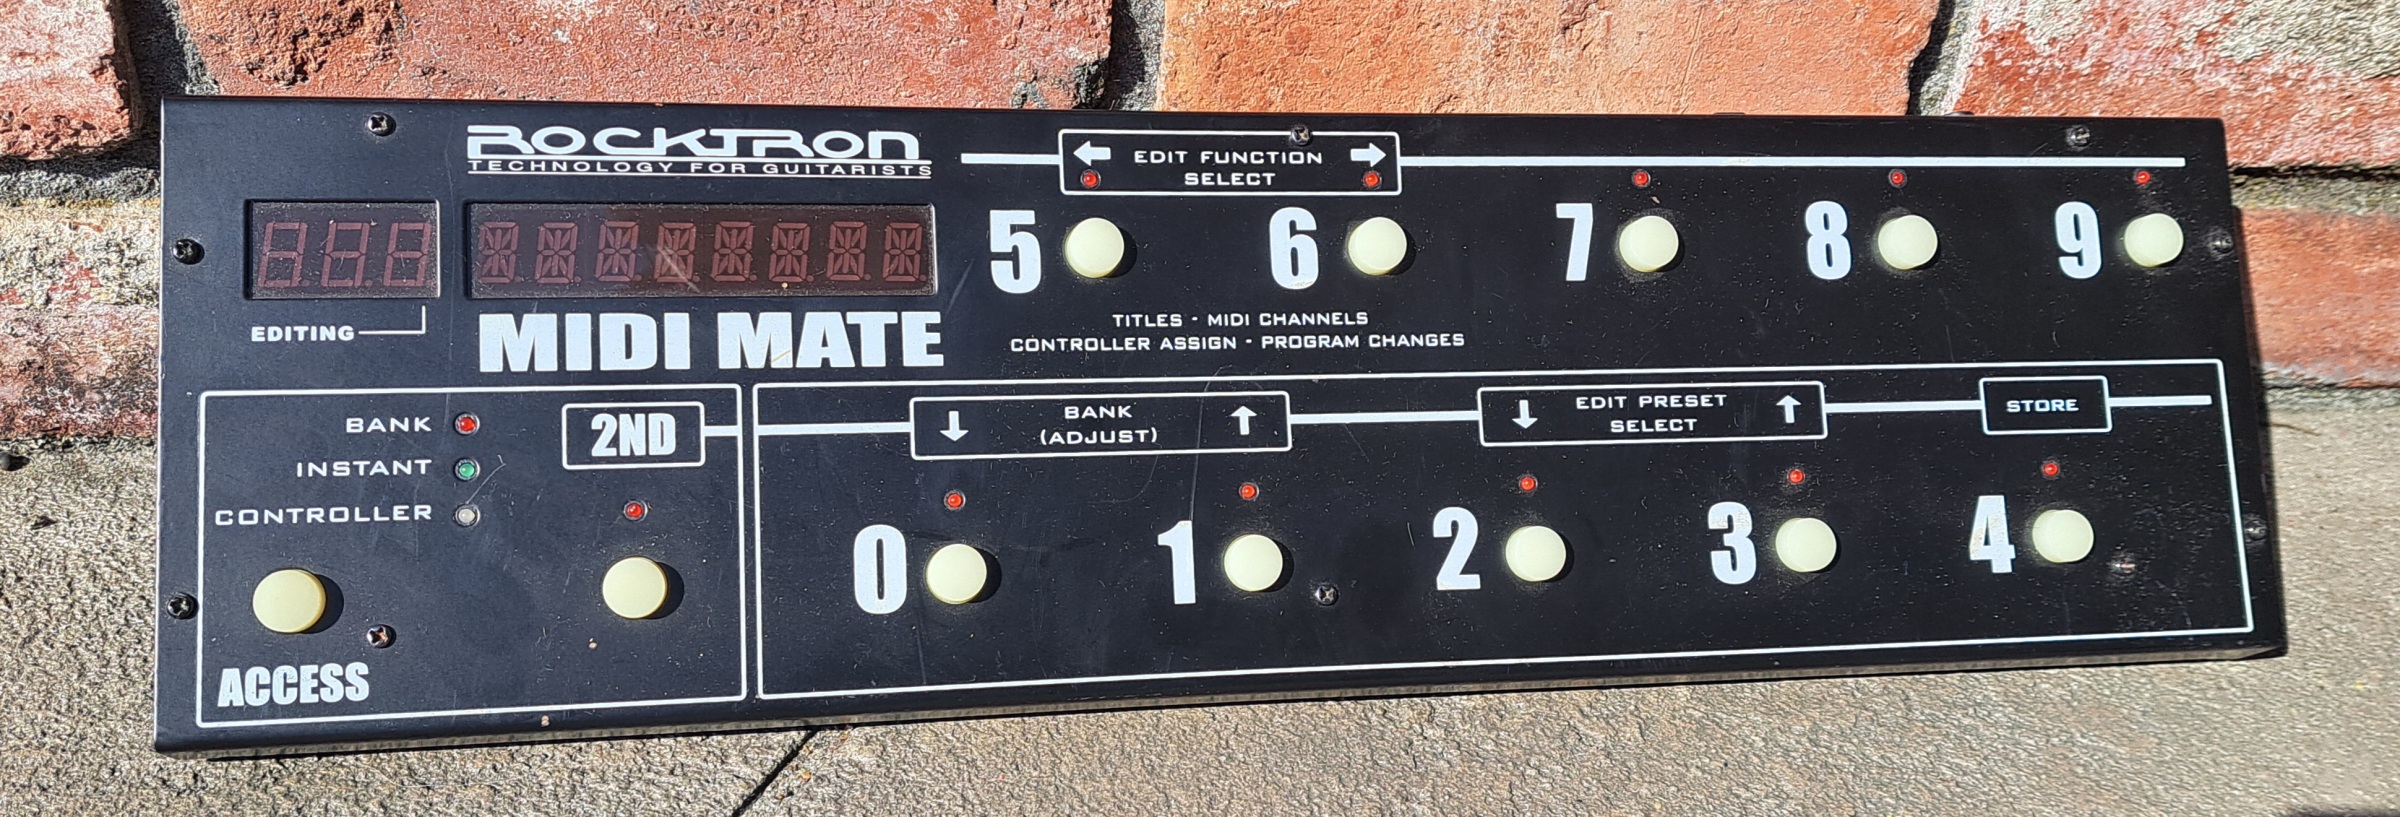 ROCKTRON
TECHNOLOGY FOR GUITARISTS
EDITING
MIDI MATE
← EDIT FUNCTION →
SELECT
5
6
7
8
9
TITLES - MIDI CHANNELS
CONTROLLER ASSIGN - PROGRAM CHANGES
BANK
INSTANT
CONTROLLER
2ND
ACCESS
↓ BANK ↑
(ADJUST)
↓ EDIT PRESET ↑
SELECT
STORE
0
1
2
3
4